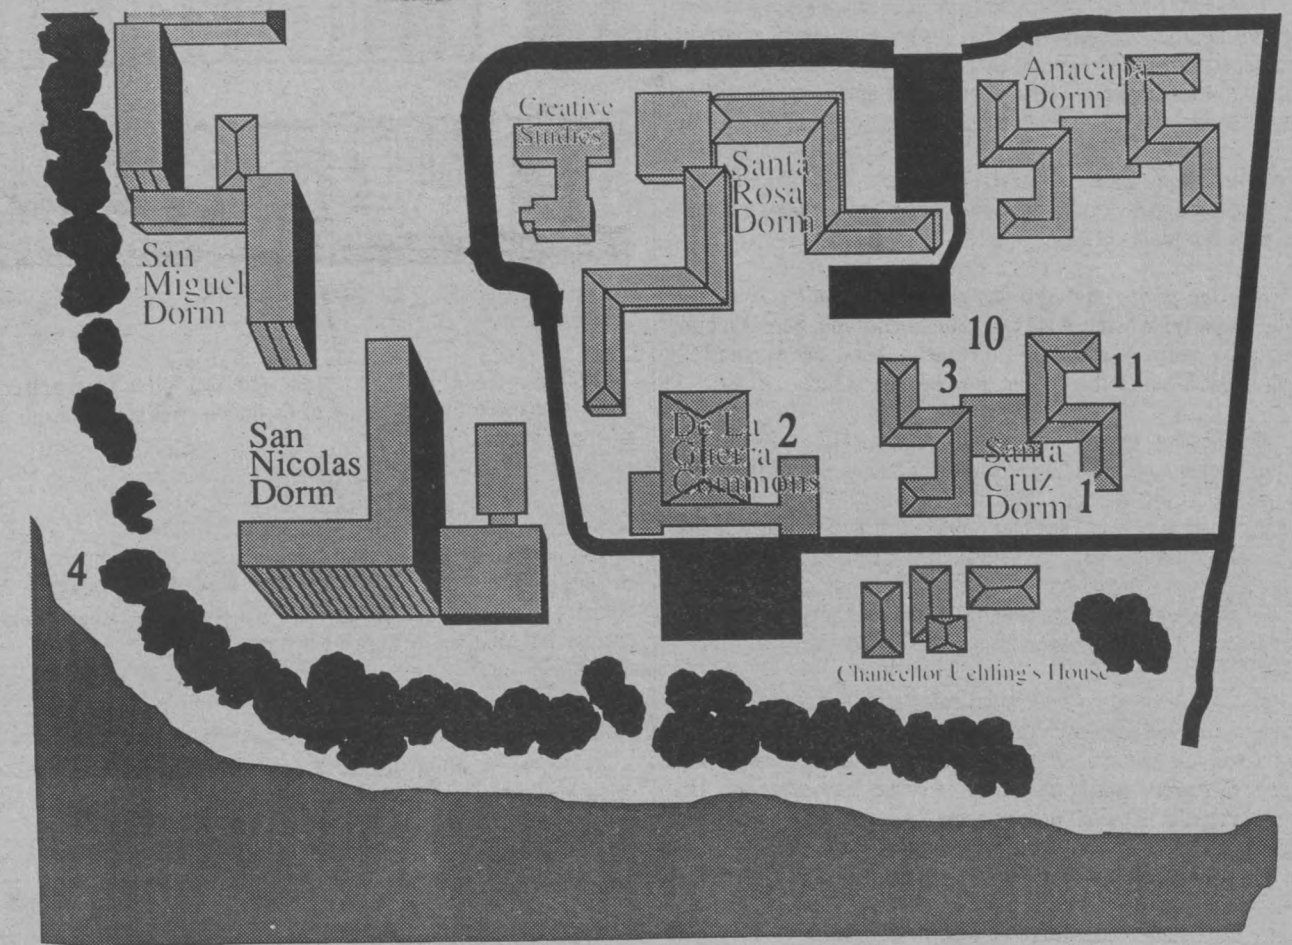 Creative
Studies
Anacapa
Dorm
Santa
Rosa
Dorm
San
Miguel
Dorm
10
11
3
San
Nicolas
Dorm
De La
Guerra
Commons
2
Santa
Cruz
Dorm
1
4
Chancellor Uehling's House